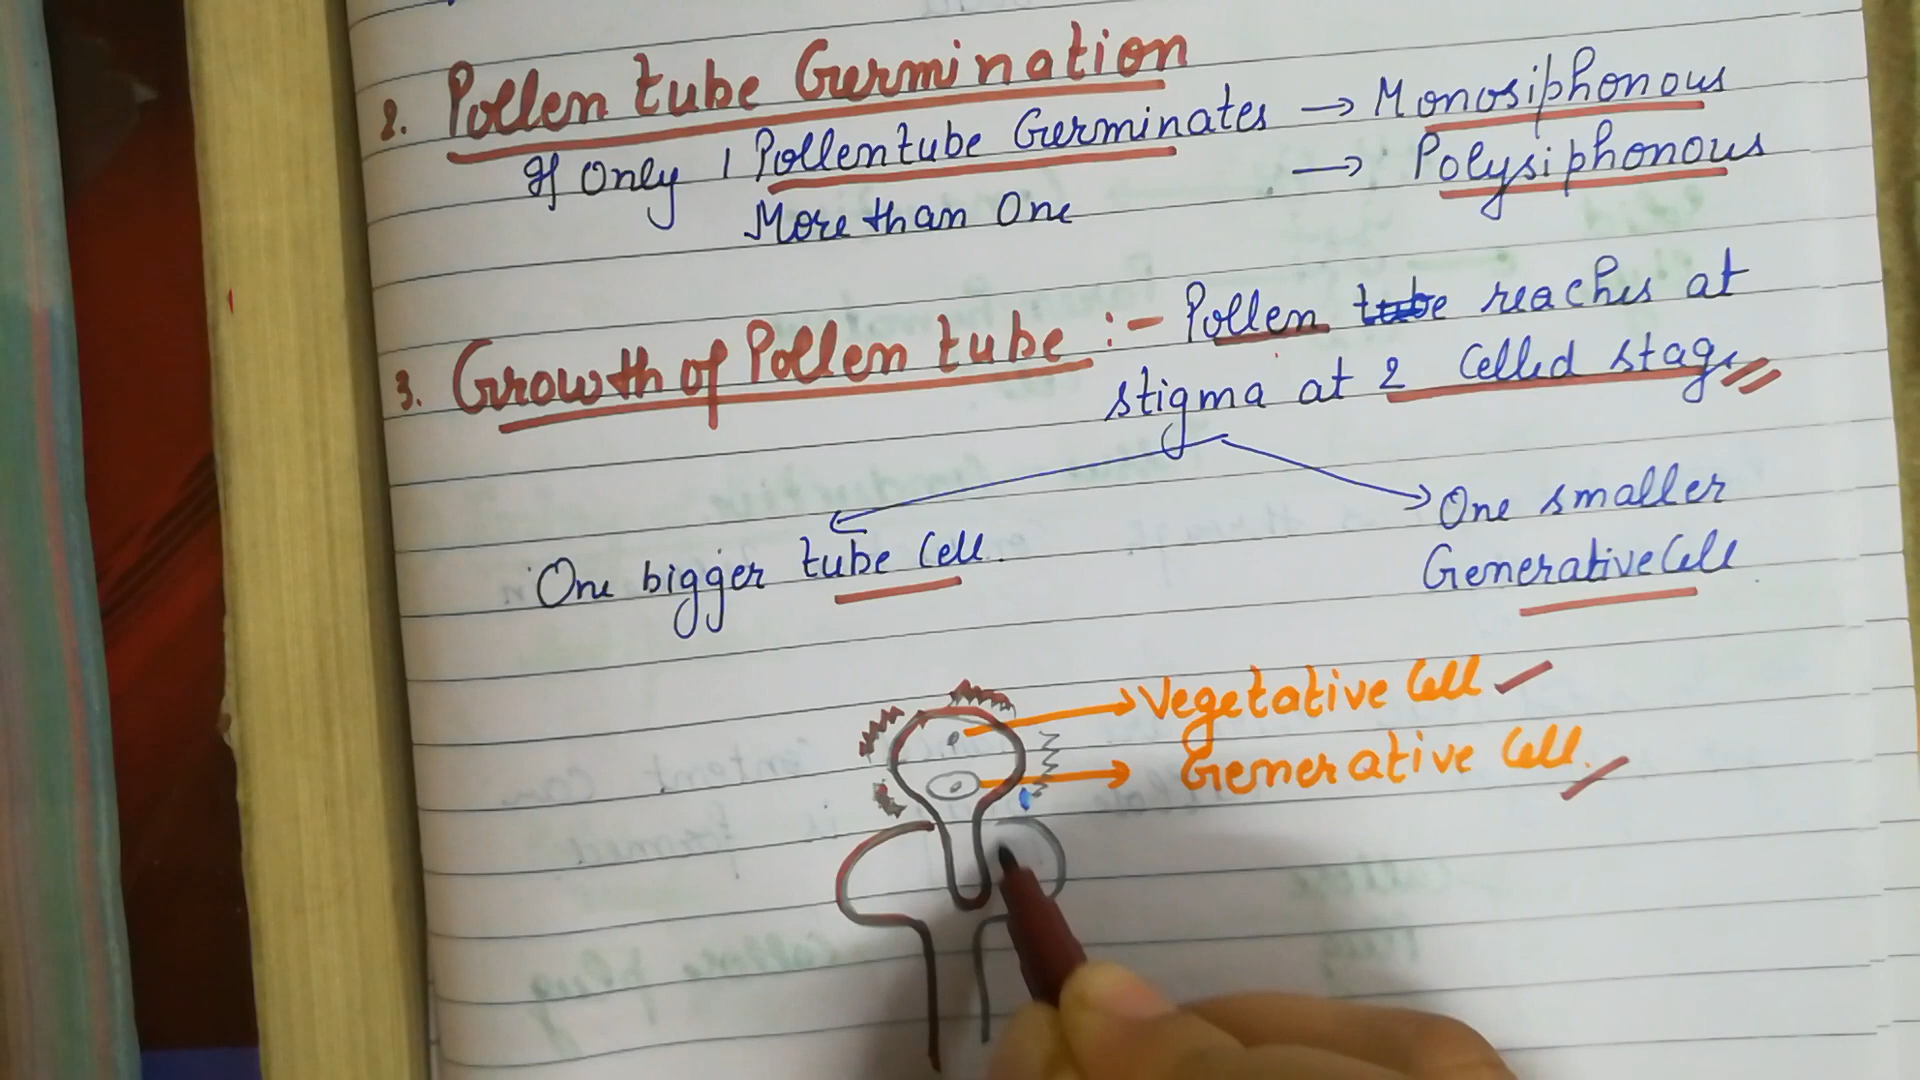 2. Pollen tube Germination
If Only 1 Pollentube Germinates → Monosiphonous
More than One → Polysiphonous
3. Growth of Pollen tube :- Pollen reaches at
stigma at 2 Celled stage
One bigger tube Cell.
One smaller
Generative Cell
Vegetative Cell
Generative Cell.